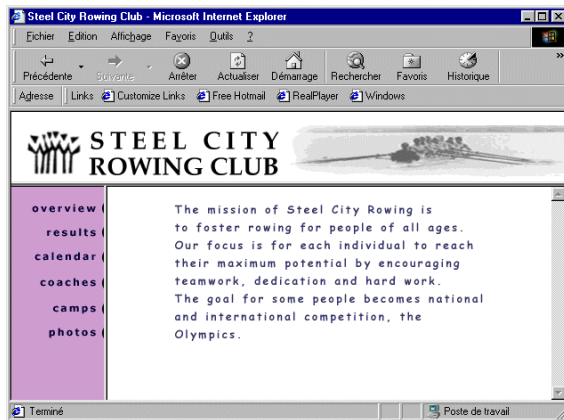 Steel City Rowing Club - Microsoft Internet Explorer
Fichier Edition Affichage Favoris Outils ?
Précédente Suivante Arrêter Actualiser Démarrage Rechercher Favoris Historique »
Adresse Links Customize Links Free Hotmail RealPlayer Windows
STEEL CITY
ROWING CLUB
overview
results
calendar
coaches
camps
photos
The mission of Steel City Rowing is
to foster rowing for people of all ages.
Our focus is for each individual to reach
their maximum potential by encouraging
teamwork, dedication and hard work.
The goal for some people becomes national
and international competition, the
Olympics.
Terminé Poste de travail